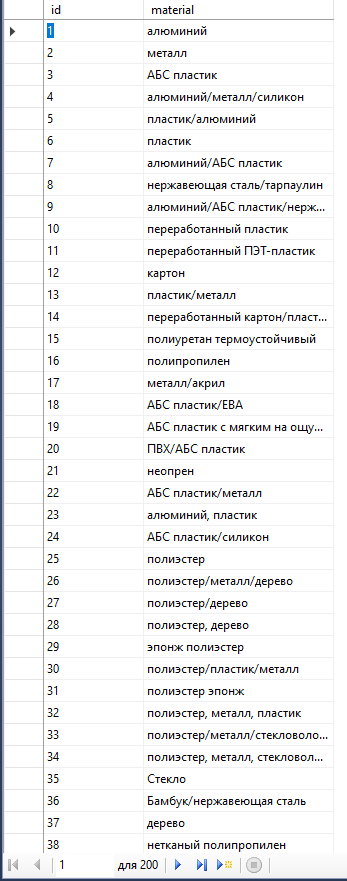 id material
1 алюминий
2 металл
3 АБС пластик
4 алюминий/металл/силикон
5 пластик/алюминий
6 пластик
7 алюминий/АБС пластик
8 нержавеющая сталь/тарпаулин
9 алюминий/АБС пластик/нерж...
10 переработанный пластик
11 переработанный ПЭТ-пластик
12 картон
13 пластик/металл
14 переработанный картон/пласт...
15 полиуретан термоустойчивый
16 полипропилен
17 металл/акрил
18 АБС пластик/ЕВА
19 АБС пластик с мягким на ощу...
20 ПВХ/АБС пластик
21 неопрен
22 АБС пластик/металл
23 алюминий, пластик
24 АБС пластик/силикон
25 полиэстер
26 полиэстер/металл/дерево
27 полиэстер/дерево
28 полиэстер, дерево
29 эпонж полиэстер
30 полиэстер/пластик/металл
31 полиэстер эпонж
32 полиэстер, металл, пластик
33 полиэстер/металл/стекловоло...
34 полиэстер, металл, стекловол...
35 Стекло
36 Бамбук/нержавеющая сталь
37 дерево
38 нетканый полипропилен
1 для 200